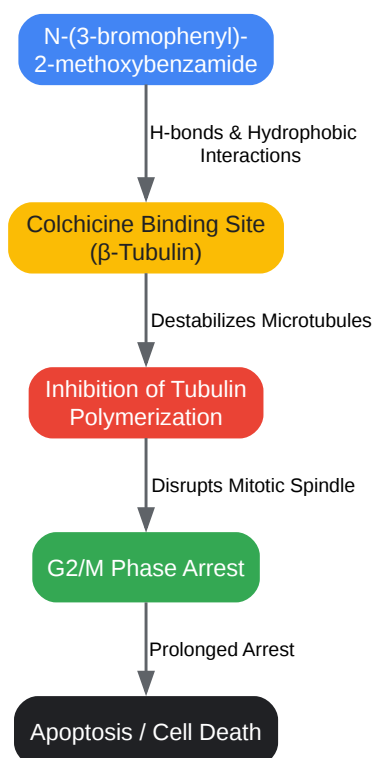 N-(3-bromophenyl)-
2-methoxybenzamide
H-bonds & Hydrophobic
Interactions
Colchicine Binding Site
(β-Tubulin)
Destabilizes Microtubules
Inhibition of Tubulin
Polymerization
Disrupts Mitotic Spindle
G2/M Phase Arrest
Prolonged Arrest
Apoptosis / Cell Death